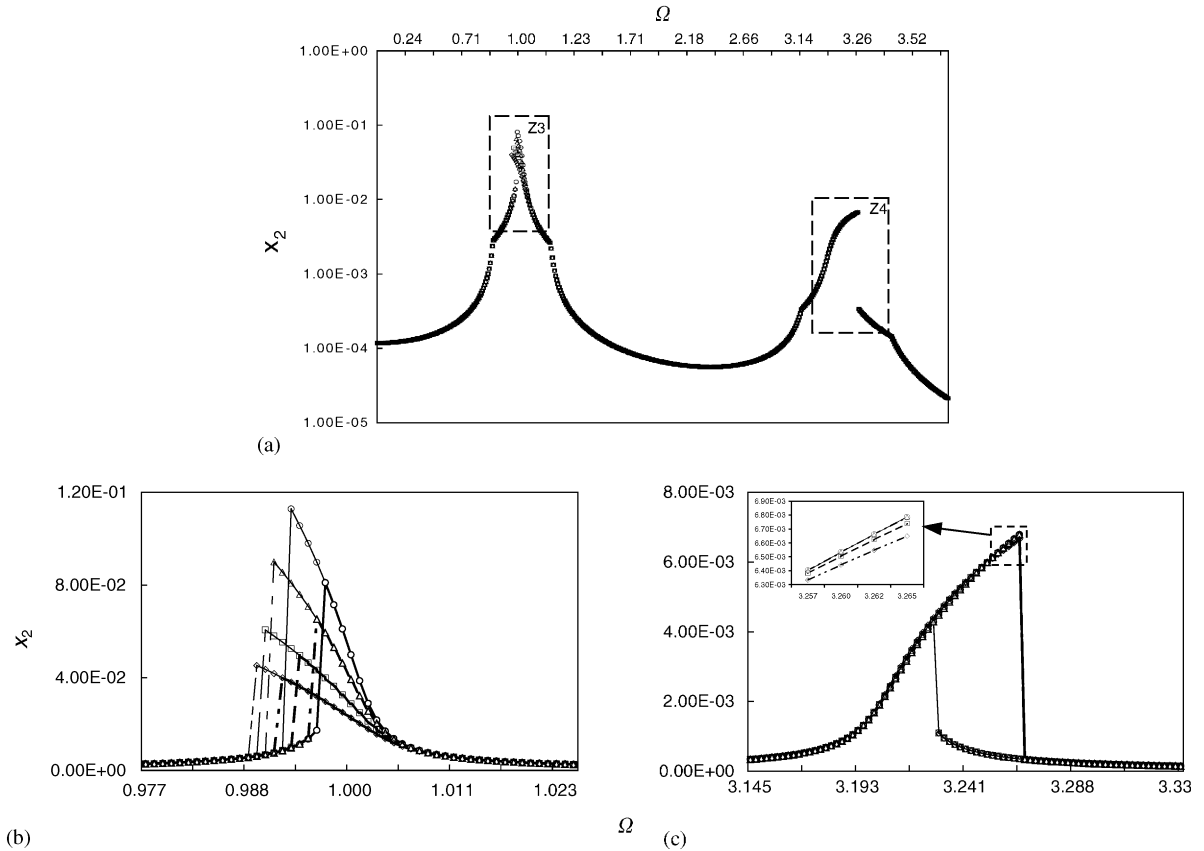 Ω
0.24 0.71 1.00 1.23 1.71 2.18 2.66 3.14 3.26 3.52
(a)
1.00E+00
1.00E-01
1.00E-02
1.00E-03
1.00E-04
1.00E-05
x2
Z3
Z4
1.20E-01
8.00E-02
4.00E-02
0.00E+00
x2
0.977 0.988 1.000 1.011 1.023
(b)
8.00E-03
6.00E-03
4.00E-03
2.00E-03
0.00E+00
6.90E-03
6.80E-03
6.70E-03
6.60E-03
6.50E-03
6.40E-03
6.30E-03
3.257 3.260 3.262 3.265
3.145 3.193 3.241 3.288 3.33
Ω
(c)